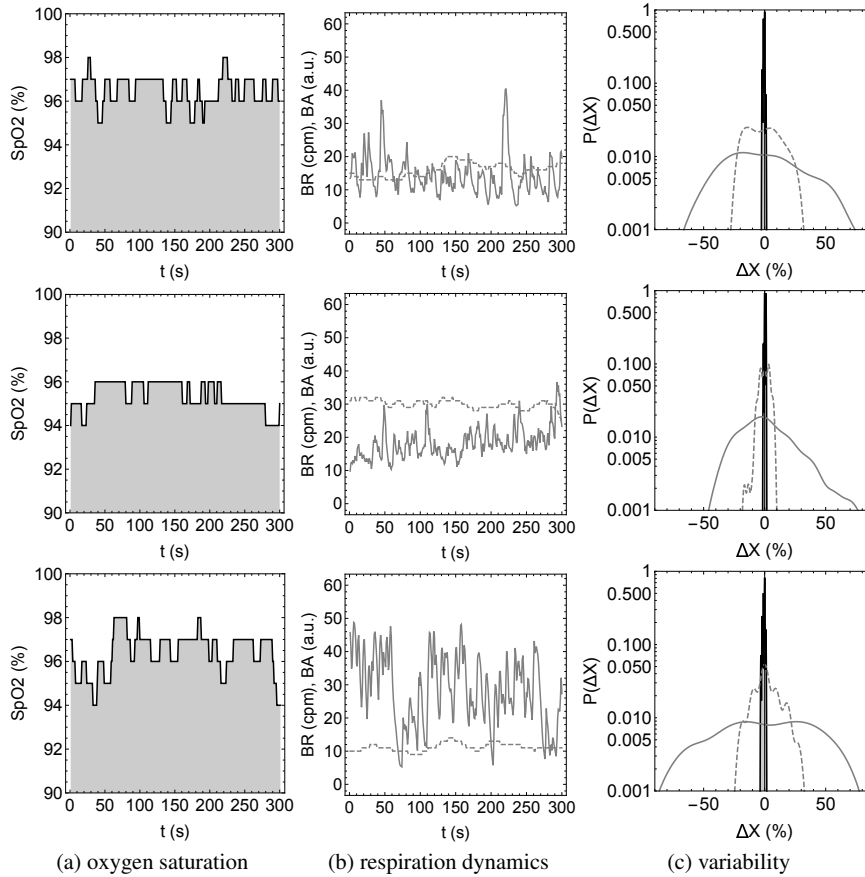 100
98
96
94
92
90
SpO2 (%)
0 50 100 150 200 250 300
t (s)
60
50
40
30
20
10
0
BR (cpm), BA (a.u.)
0 50 100 150 200 250 300
t (s)
1
0.500
0.100
0.050
0.010
0.005
0.001
P(ΔX)
-50 0 50
ΔX (%)
100
98
96
94
92
90
SpO2 (%)
0 50 100 150 200 250 300
t (s)
60
50
40
30
20
10
0
BR (cpm), BA (a.u.)
0 50 100 150 200 250 300
t (s)
1
0.500
0.100
0.050
0.010
0.005
0.001
P(ΔX)
-50 0 50
ΔX (%)
100
98
96
94
92
90
SpO2 (%)
0 50 100 150 200 250 300
t (s)
60
50
40
30
20
10
0
BR (cpm), BA (a.u.)
0 50 100 150 200 250 300
t (s)
1
0.500
0.100
0.050
0.010
0.005
0.001
P(ΔX)
-50 0 50
ΔX (%)
(a) oxygen saturation
(b) respiration dynamics
(c) variability